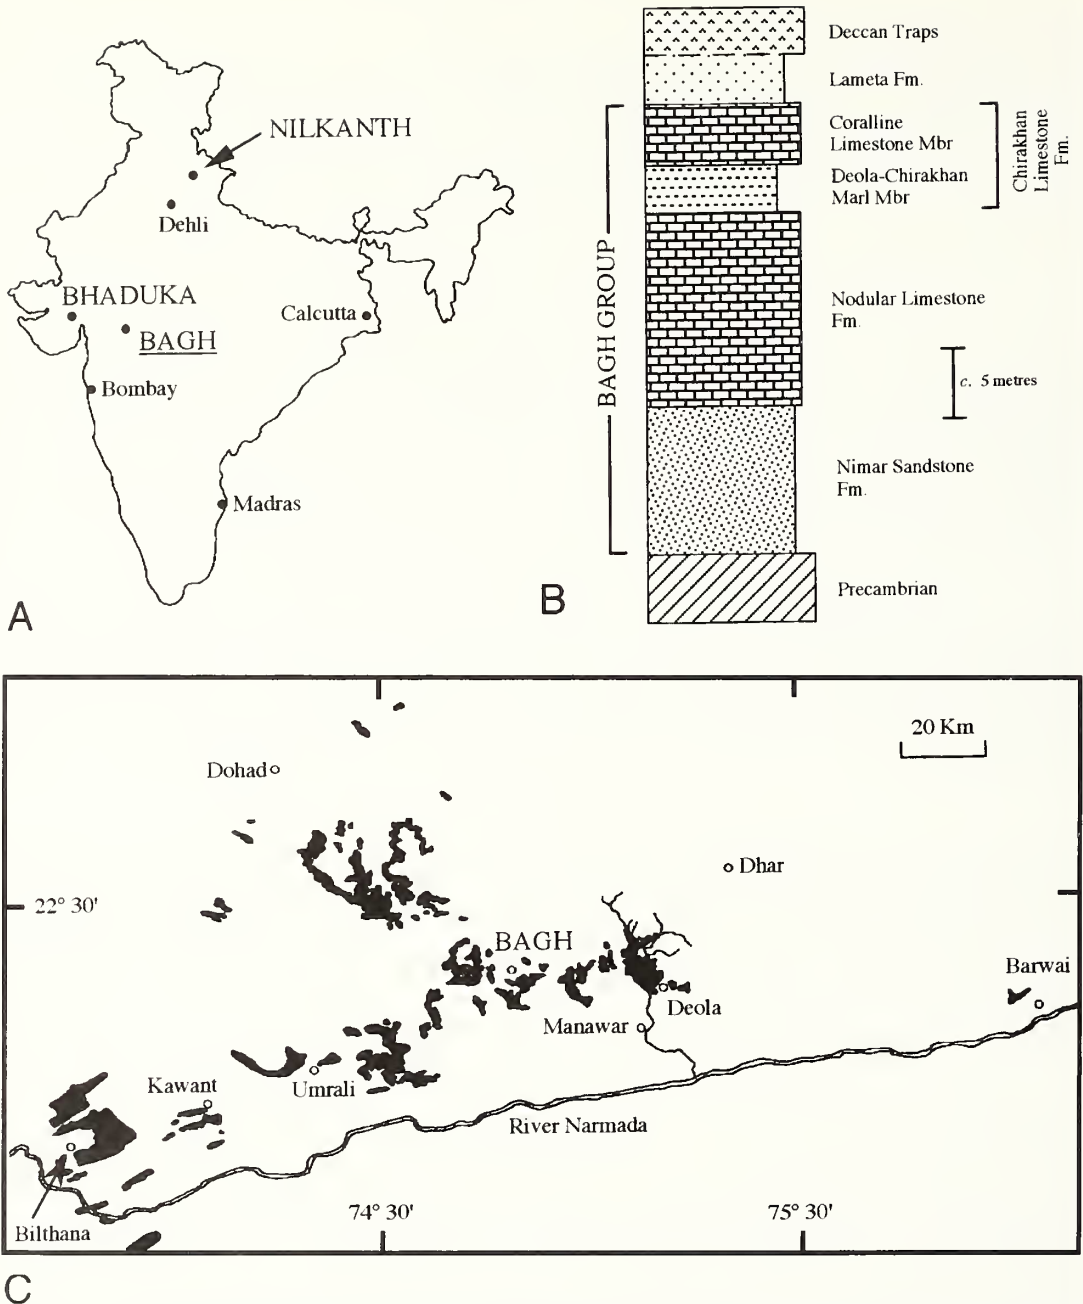 NILKANTH
Dehli
BHADUKA
BAGH
Calcutta
Bombay
Madras
A
Deccan Traps
Lameta Fm.
Coralline
Limestone Mbr
Deola-Chirakhan
Marl Mbr
Chirakhan
Limestone
Fm.
BAGH GROUP
Nodular Limestone
Fm.
c. 5 metres
Nimar Sandstone
Fm.
Precambrian
B
20 Km
Dohad
Dhar
22° 30'
BAGH
Barwai
Deola
Manawar
Kawant
Umrali
River Narmada
Bilthana
74° 30'
75° 30'
C